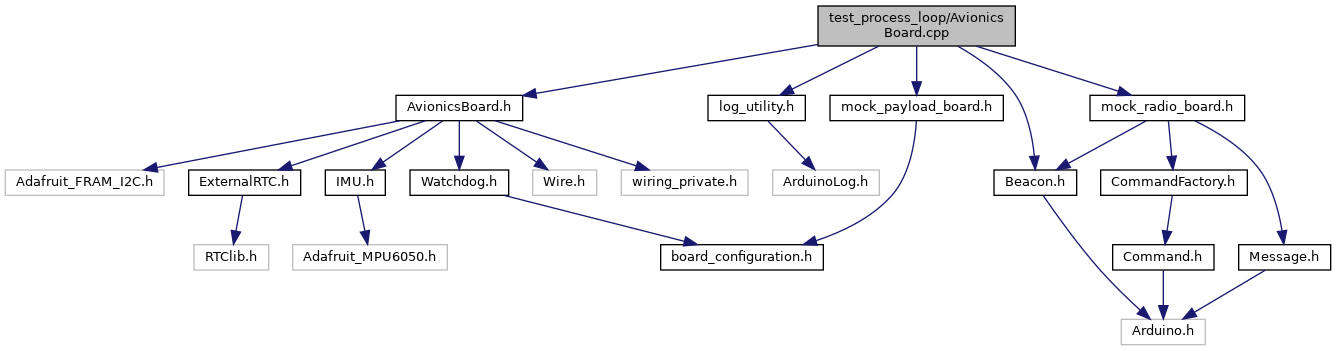 test_process_loop/Avionics
Board.cpp
AvionicsBoard.h
log_utility.h
mock_payload_board.h
mock_radio_board.h
Adafruit_FRAM_I2C.h
ExternalRTC.h
IMU.h
Watchdog.h
Wire.h
wiring_private.h
ArduinoLog.h
Beacon.h
CommandFactory.h
RTClib.h
Adafruit_MPU6050.h
board_configuration.h
Command.h
Message.h
Arduino.h